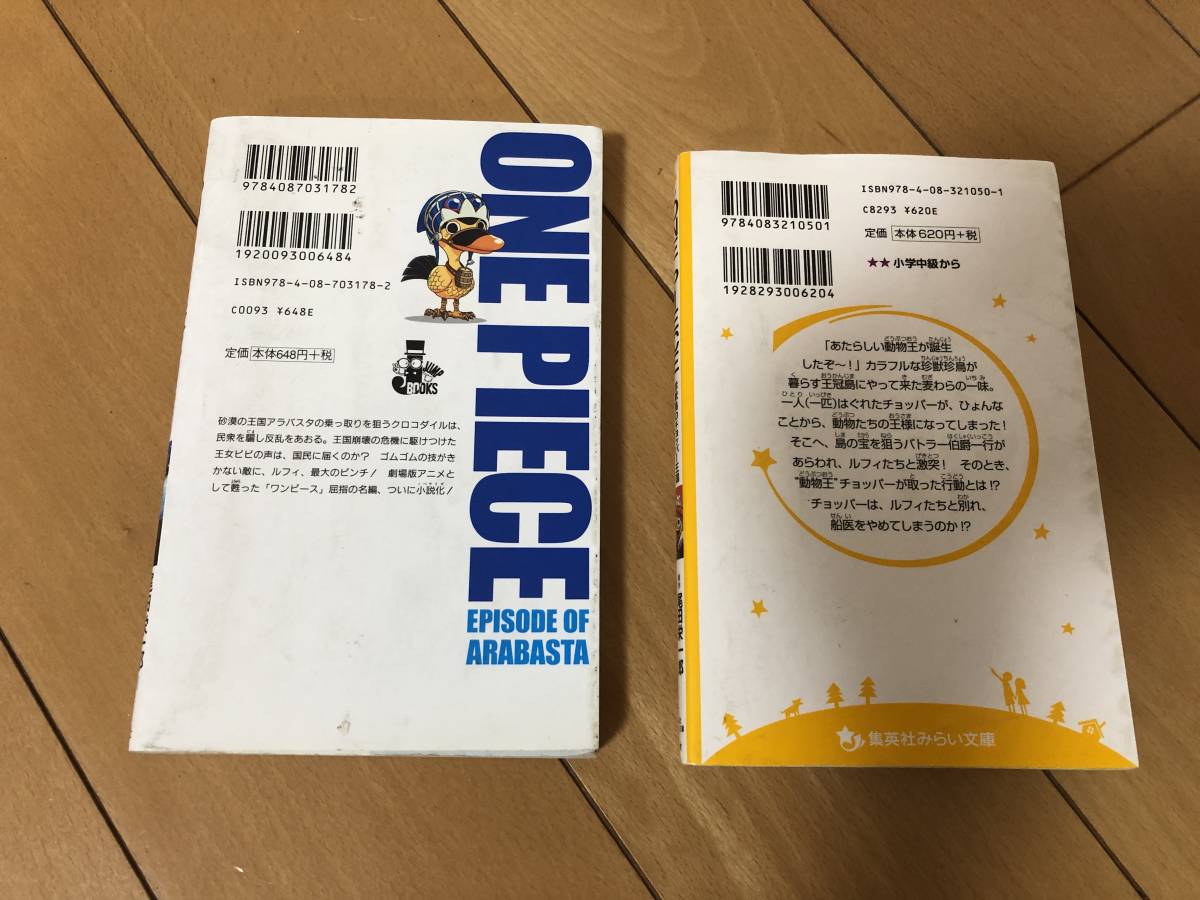 9784087031782
1920093006484
ISBN978-4-08-703178-2
C0093 ¥648E
定価 本体648円+税
JUMP
BOOKS
ONE PIECE
EPISODE OF
ARABASTA
砂漠の王国アラバスタの乗っ取りを狙うクロコダイルは、
民衆を騙し反乱をあおる。王国崩壊の危機に駆けつけた
王女ビビの声は、国民に届くのか? ゴムゴムの技がき
かない敵に、ルフィ、最大のピンチ! 劇場版アニメと
して甦った「ワンピース」屈指の名編、ついに小説化!
9784083210501
1928293006204
ISBN978-4-08-321050-1
C8293 ¥620E
定価 本体620円+税
★★小学中級から
「あたらしい動物王が誕生
したぞ〜!」カラフルな珍獣珍鳥が
暮らす王冠島にやって来た麦わらの一味。
一人(一匹)はぐれたチョッパーが、ひょんな
ことから、動物たちの王様になってしまった!
そこへ、島の宝を狙うバトラー伯爵一行が
あらわれ、ルフィたちと激突! そのとき、
“動物王”チョッパーが取った行動とは!?
チョッパーは、ルフィたちと別れ、
船医をやめてしまうのか!?
集英社みらい文庫